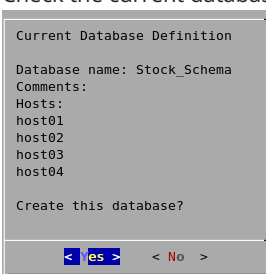 Current Database Definition
Database name: Stock_Schema
Comments:
Hosts:
host01
host02
host03
host04
Create this database?
< Yes > < No >